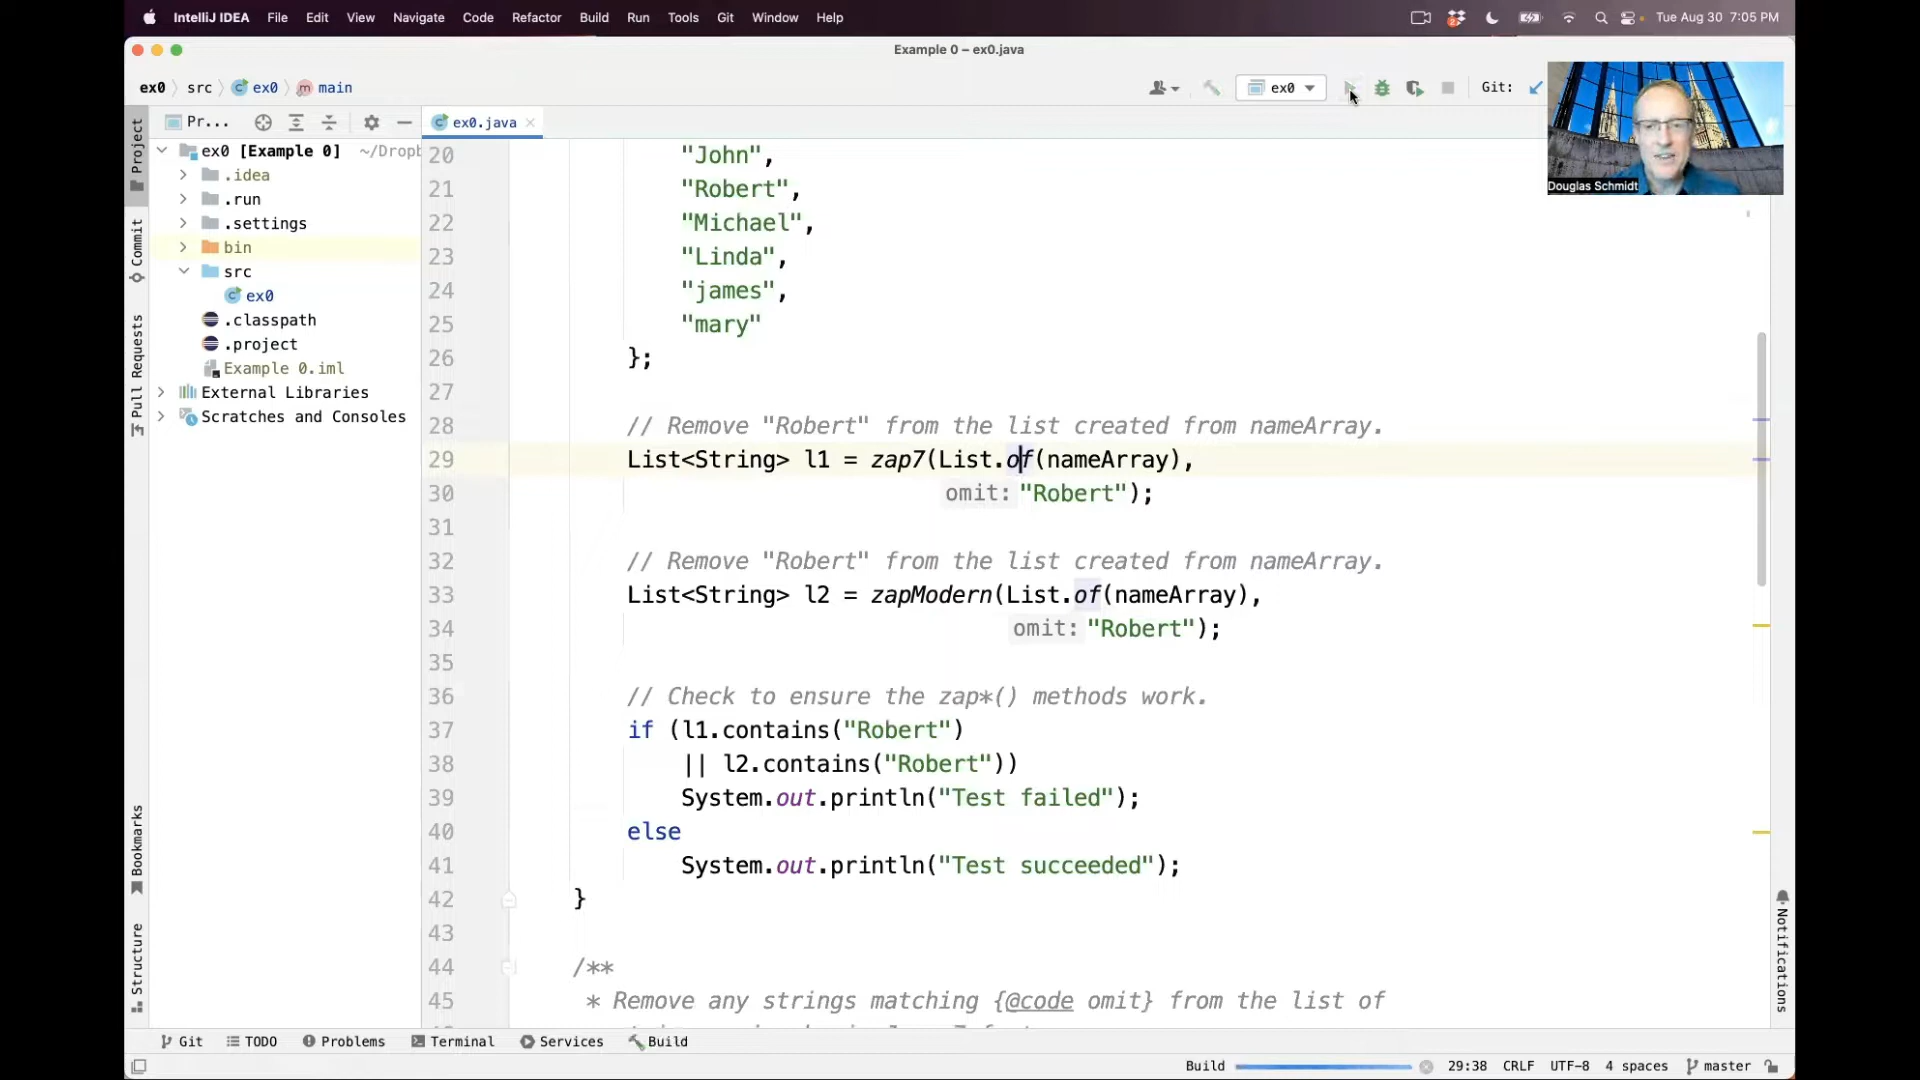 IntelliJ IDEA File Edit View Navigate Code Refactor Build Run Tools Git Window Help Tue Aug 30 7:05 PM
Example 0 – ex0.java
ex0 src ex0 main ex0 Git:
Douglas Schmidt
Pr... ex0.java
Project
Commit
Pull Requests
Bookmarks
Structure
ex0 [Example 0]
.idea
.run
.settings
bin
src
ex0
.classpath
.project
Example 0.iml
External Libraries
Scratches and Consoles
20 "John",
21 "Robert",
22 "Michael",
23 "Linda",
24 "james",
25 "mary"
26 };
27
28 // Remove "Robert" from the list created from nameArray.
29 List<String> l1 = zap7(List.of(nameArray),
30 omit: "Robert");
31
32 // Remove "Robert" from the list created from nameArray.
33 List<String> l2 = zapModern(List.of(nameArray),
34 omit: "Robert");
35
36 // Check to ensure the zap*() methods work.
37 if (l1.contains("Robert")
38 || l2.contains("Robert"))
39 System.out.println("Test failed");
40 else
41 System.out.println("Test succeeded");
42 }
43
44 /**
45 * Remove any strings matching {@code omit} from the list of
Notifications
Git TODO Problems Terminal Services Build
Build 29:38 CRLF UTF-8 4 spaces master